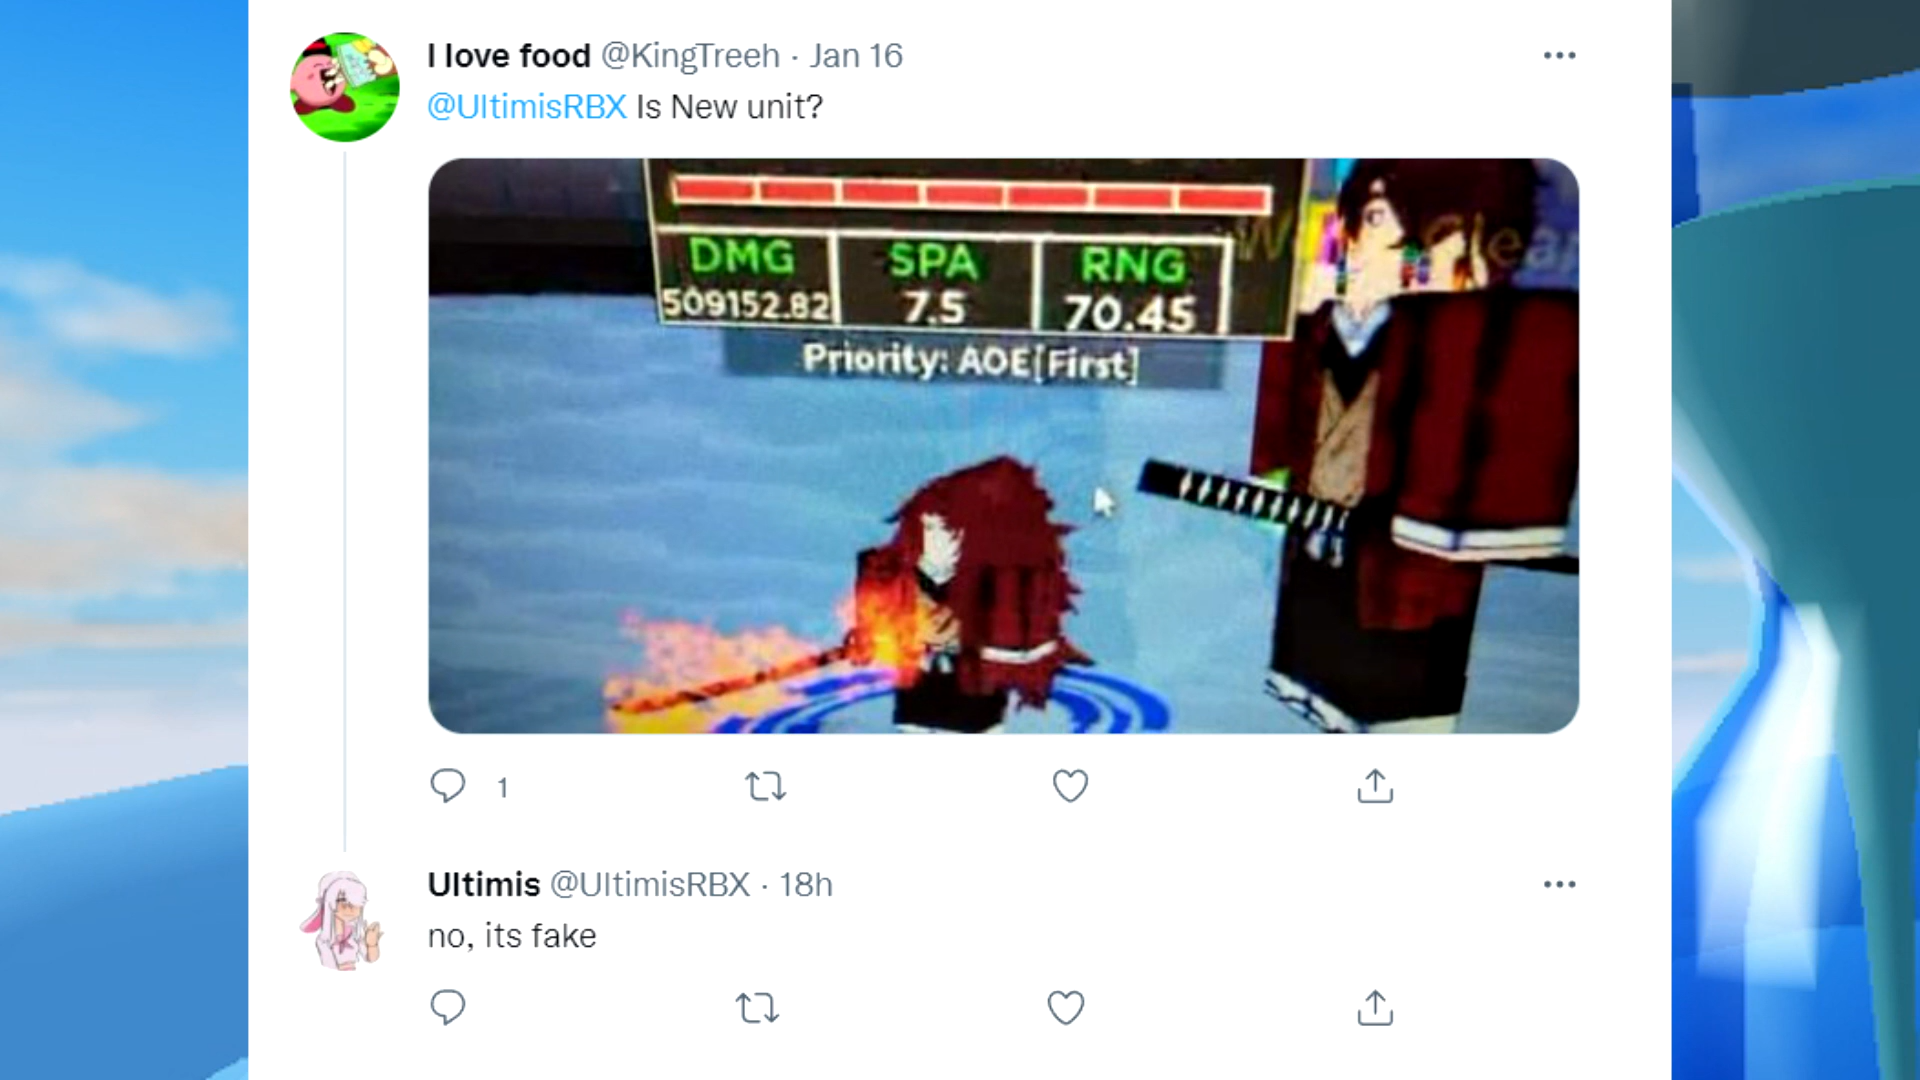 I love food @KingTreeh · Jan 16
@UltimisRBX Is New unit?
DMG SPA RNG
509152.82 7.5 70.45
Priority: AOE[First]
1
Ultimis @UltimisRBX · 18h
no, its fake